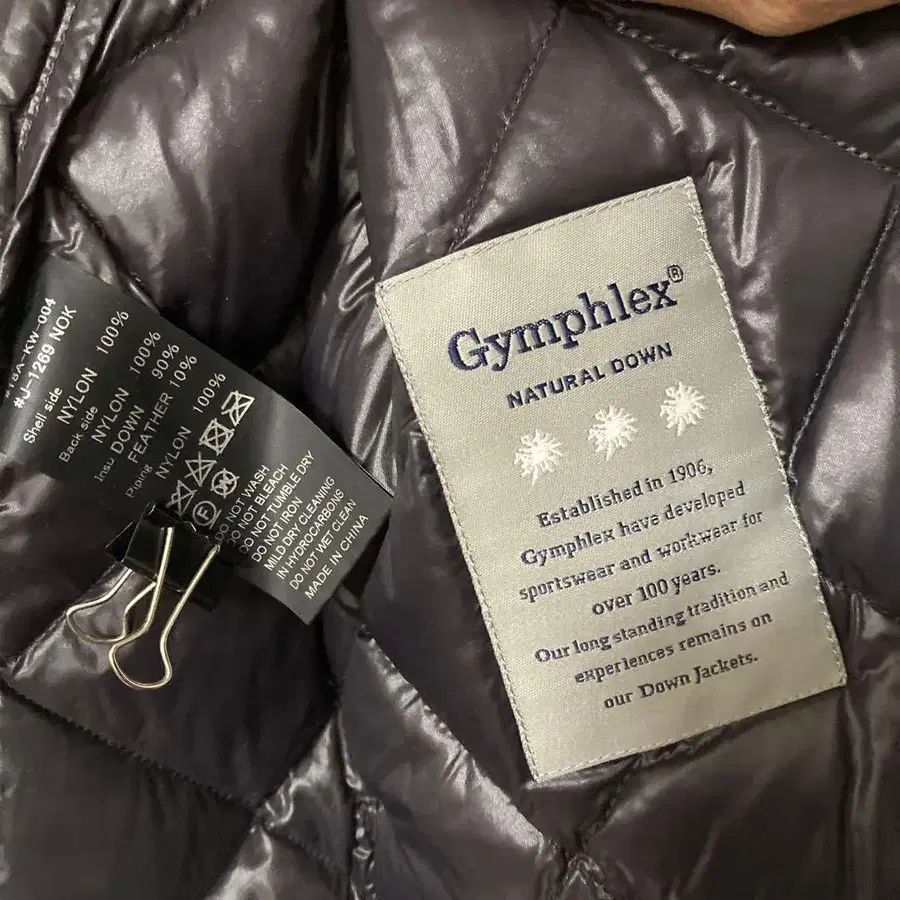 #J-1269 NOK
Shell side
NYLON 100%
Back side
NYLON 100%
Insu DOWN 90%
FEATHER 10%
Piping
NYLON 100%
DO NOT WASH
DO NOT BLEACH
DO NOT TUMBLE DRY
DO NOT IRON
MILD DRY CLEANING
IN HYDROCARBONS
DO NOT WET CLEAN
MADE IN CHINA
Gymphlex®
NATURAL DOWN
Established in 1906,
Gymphlex have developed
sportswear and workwear for
over 100 years.
Our long standing tradition and
experiences remains on
our Down Jackets.